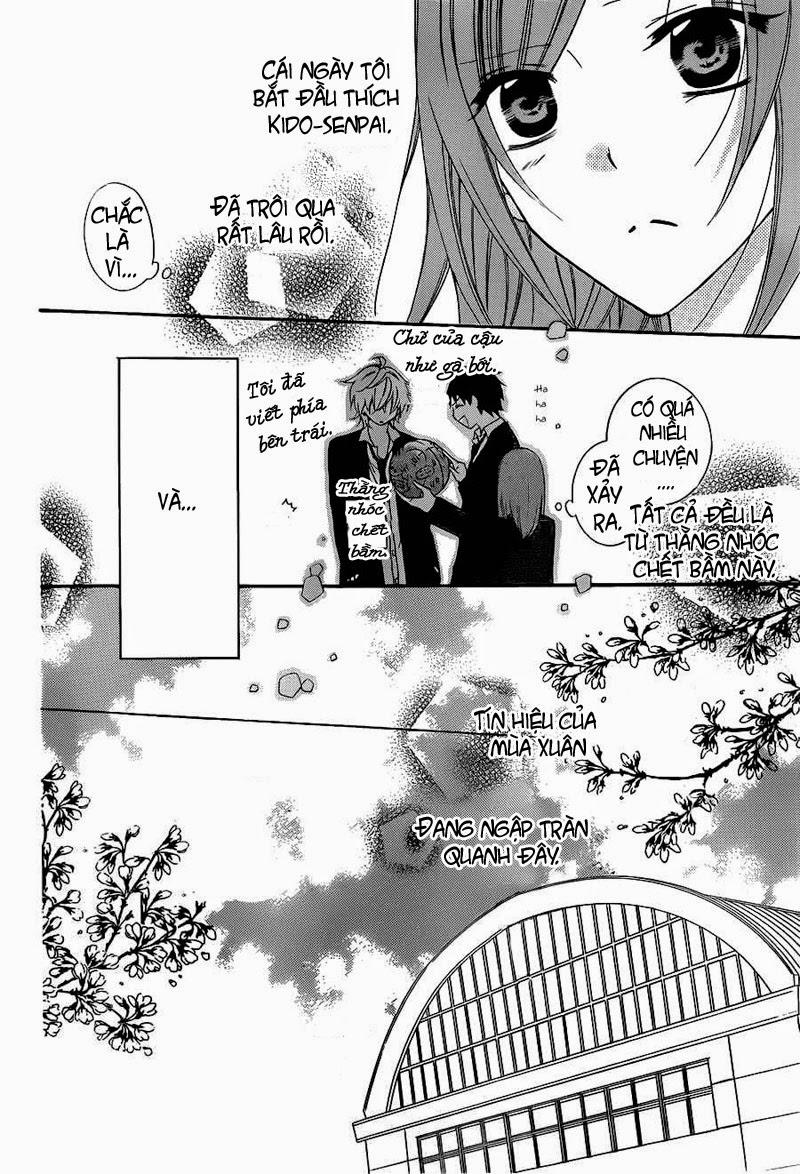 CÁI NGÀY TÔI
BẮT ĐẦU THÍCH
KIDO-SENPAI.
ĐÃ TRÔI QUA
RẤT LÂU RỒI.
CHẮC
LÀ
VÌ...
CÓ QUÁ
NHIỀU
CHUYỆN
....
ĐÃ
XẢY
RA.
TẤT CẢ ĐỀU LÀ
TỪ THẰNG NHÓC
CHẾT BẦM NÀY.
Chữ của cậu
như gà bới.
Ha
ha
ha
Tôi đã
viết phía
bên trái.
Thằng
nhóc
chết
bầm.
VÀ...
TÍN HIỆU CỦA
MÙA XUÂN
ĐANG NGẬP TRÀN
QUANH ĐÂY.